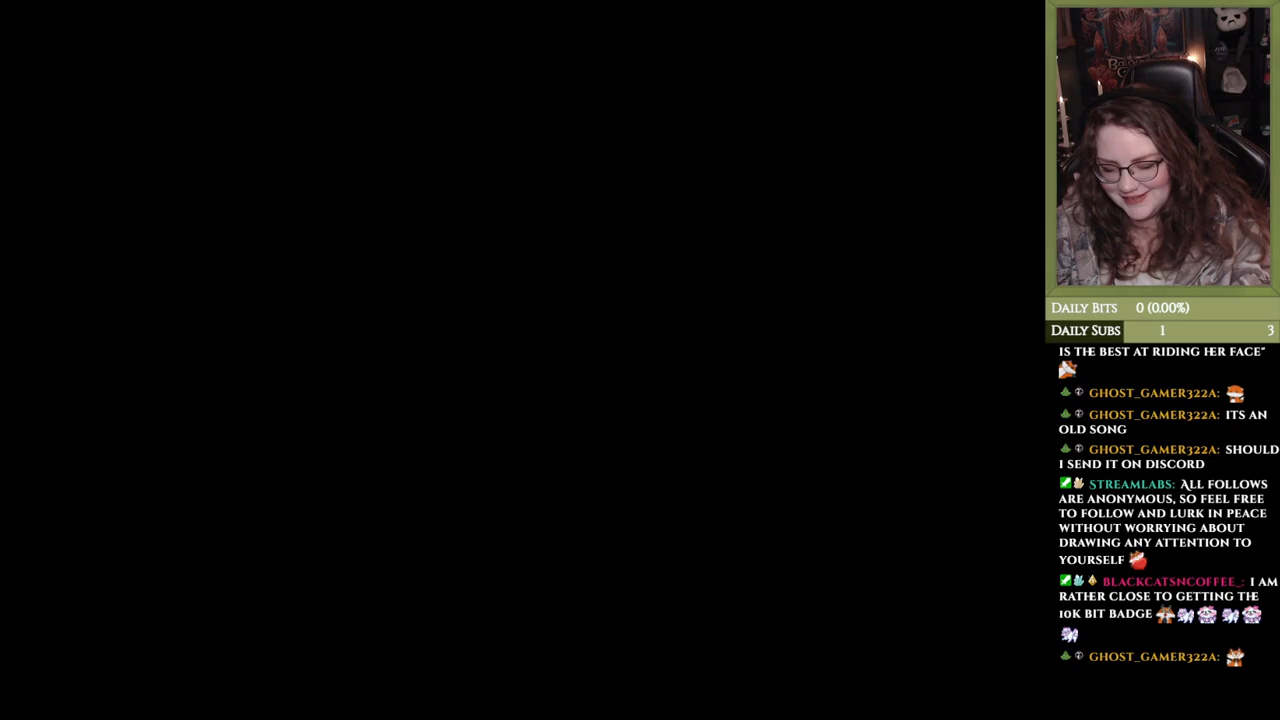 DAILY BITS 0 (0.00%)
DAILY SUBS 1 3
IS THE BEST AT RIDING HER FACE"
GHOST_GAMER322A:
GHOST_GAMER322A: ITS AN
OLD SONG
GHOST_GAMER322A: SHOULD
I SEND IT ON DISCORD
STREAMLABS: ALL FOLLOWS
ARE ANONYMOUS, SO FEEL FREE
TO FOLLOW AND LURK IN PEACE
WITHOUT WORRYING ABOUT
DRAWING ANY ATTENTION TO
YOURSELF
BLACKCATSNCOFFEE_: I AM
RATHER CLOSE TO GETTING THE
10K BIT BADGE
GHOST_GAMER322A: